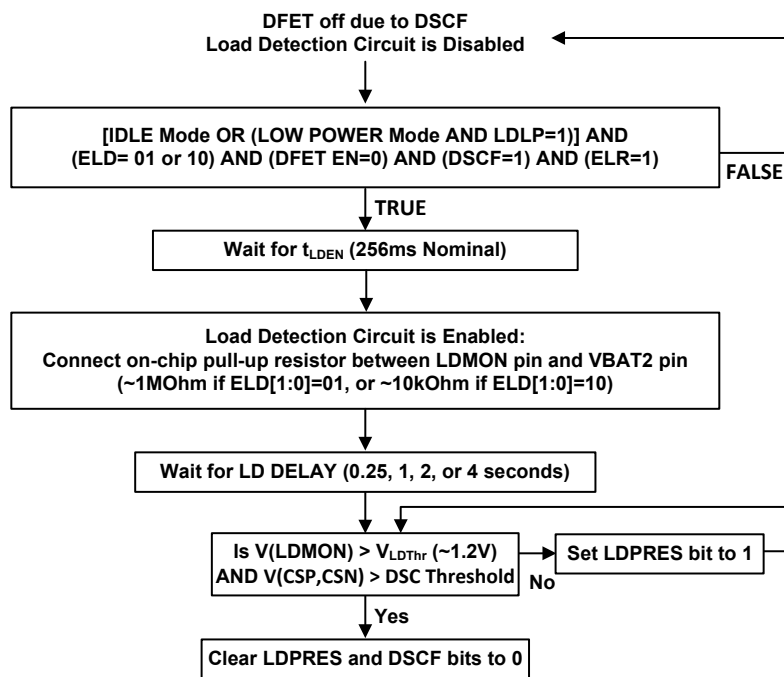 DFET off due to DSCF
Load Detection Circuit is Disabled
[IDLE Mode OR (LOW POWER Mode AND LDLP=1)] AND
(ELD= 01 or 10) AND (DFET EN=0) AND (DSCF=1) AND (ELR=1)
FALSE
TRUE
Wait for tLDEN (256ms Nominal)
Load Detection Circuit is Enabled:
Connect on-chip pull-up resistor between LDMON pin and VBAT2 pin
(~1MOhm if ELD[1:0]=01, or ~10kOhm if ELD[1:0]=10)
Wait for LD DELAY (0.25, 1, 2, or 4 seconds)
Is V(LDMON) > VLDThr (~1.2V)
AND V(CSP,CSN) > DSC Threshold
No
Set LDPRES bit to 1
Yes
Clear LDPRES and DSCF bits to 0